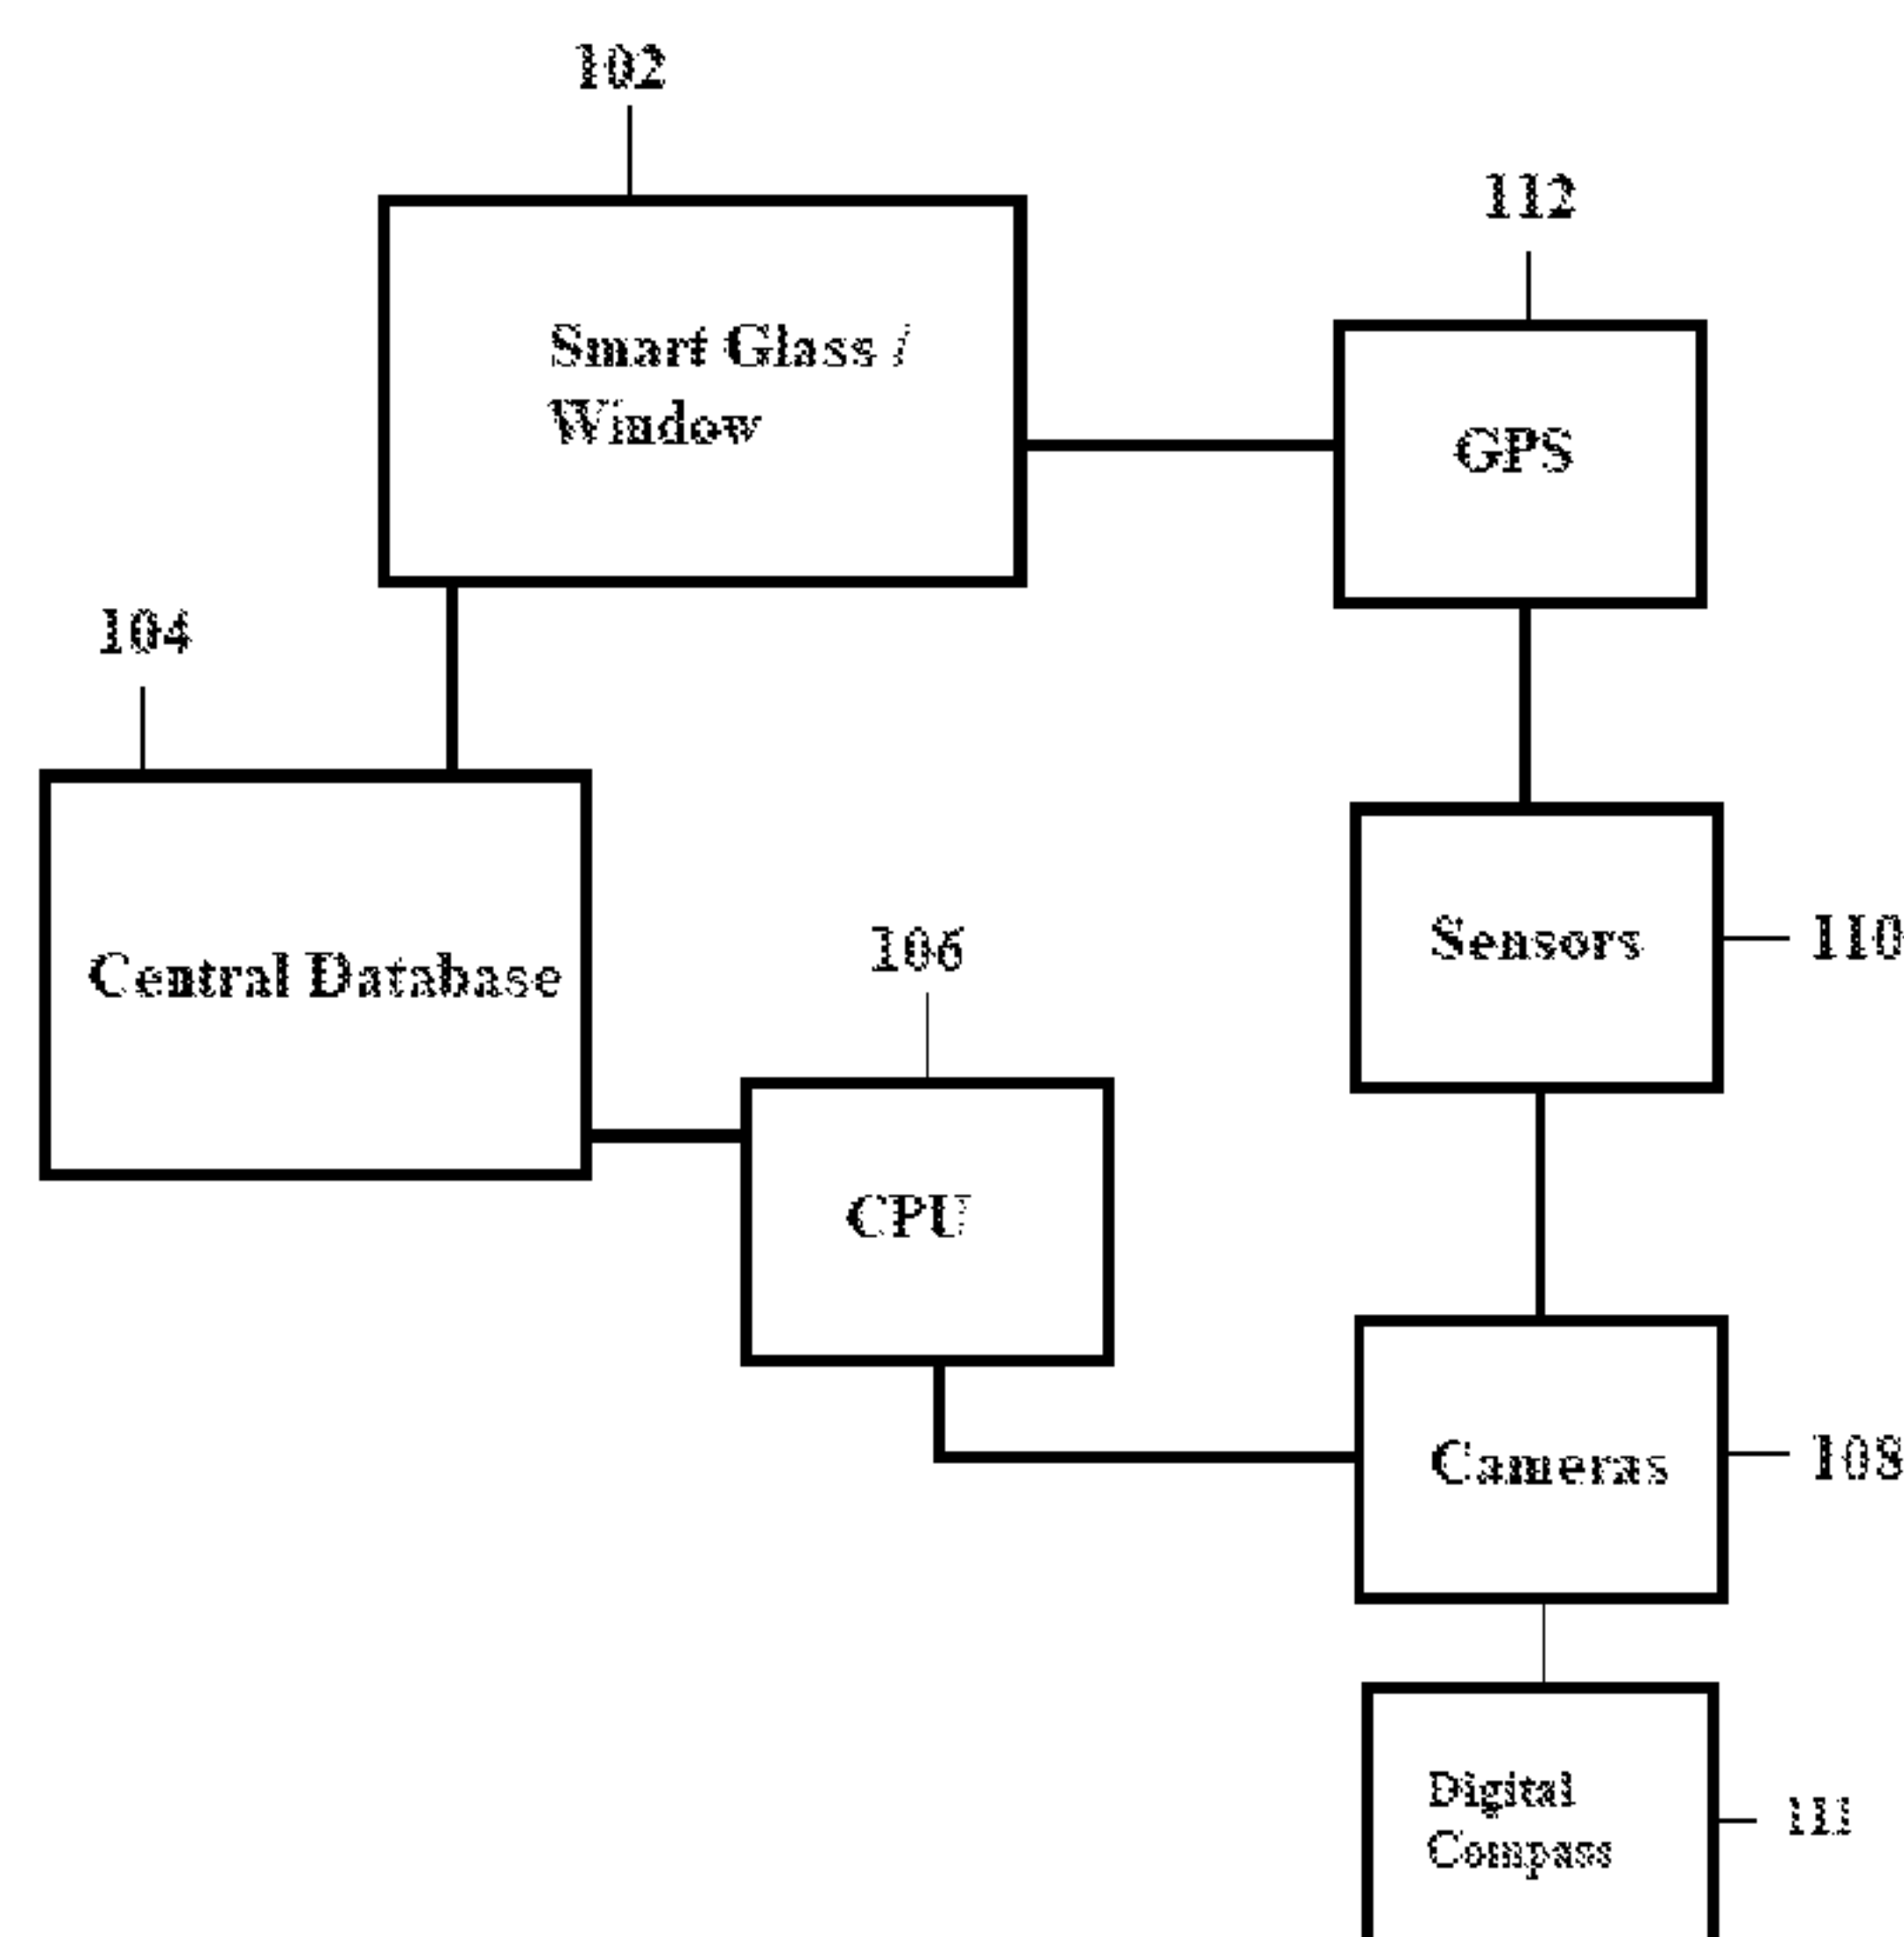 102
112
Smart Glass /
Window
GPS
104
106
Sensors
110
Central Database
CPU
Cameras
108
Digital
Compass
111